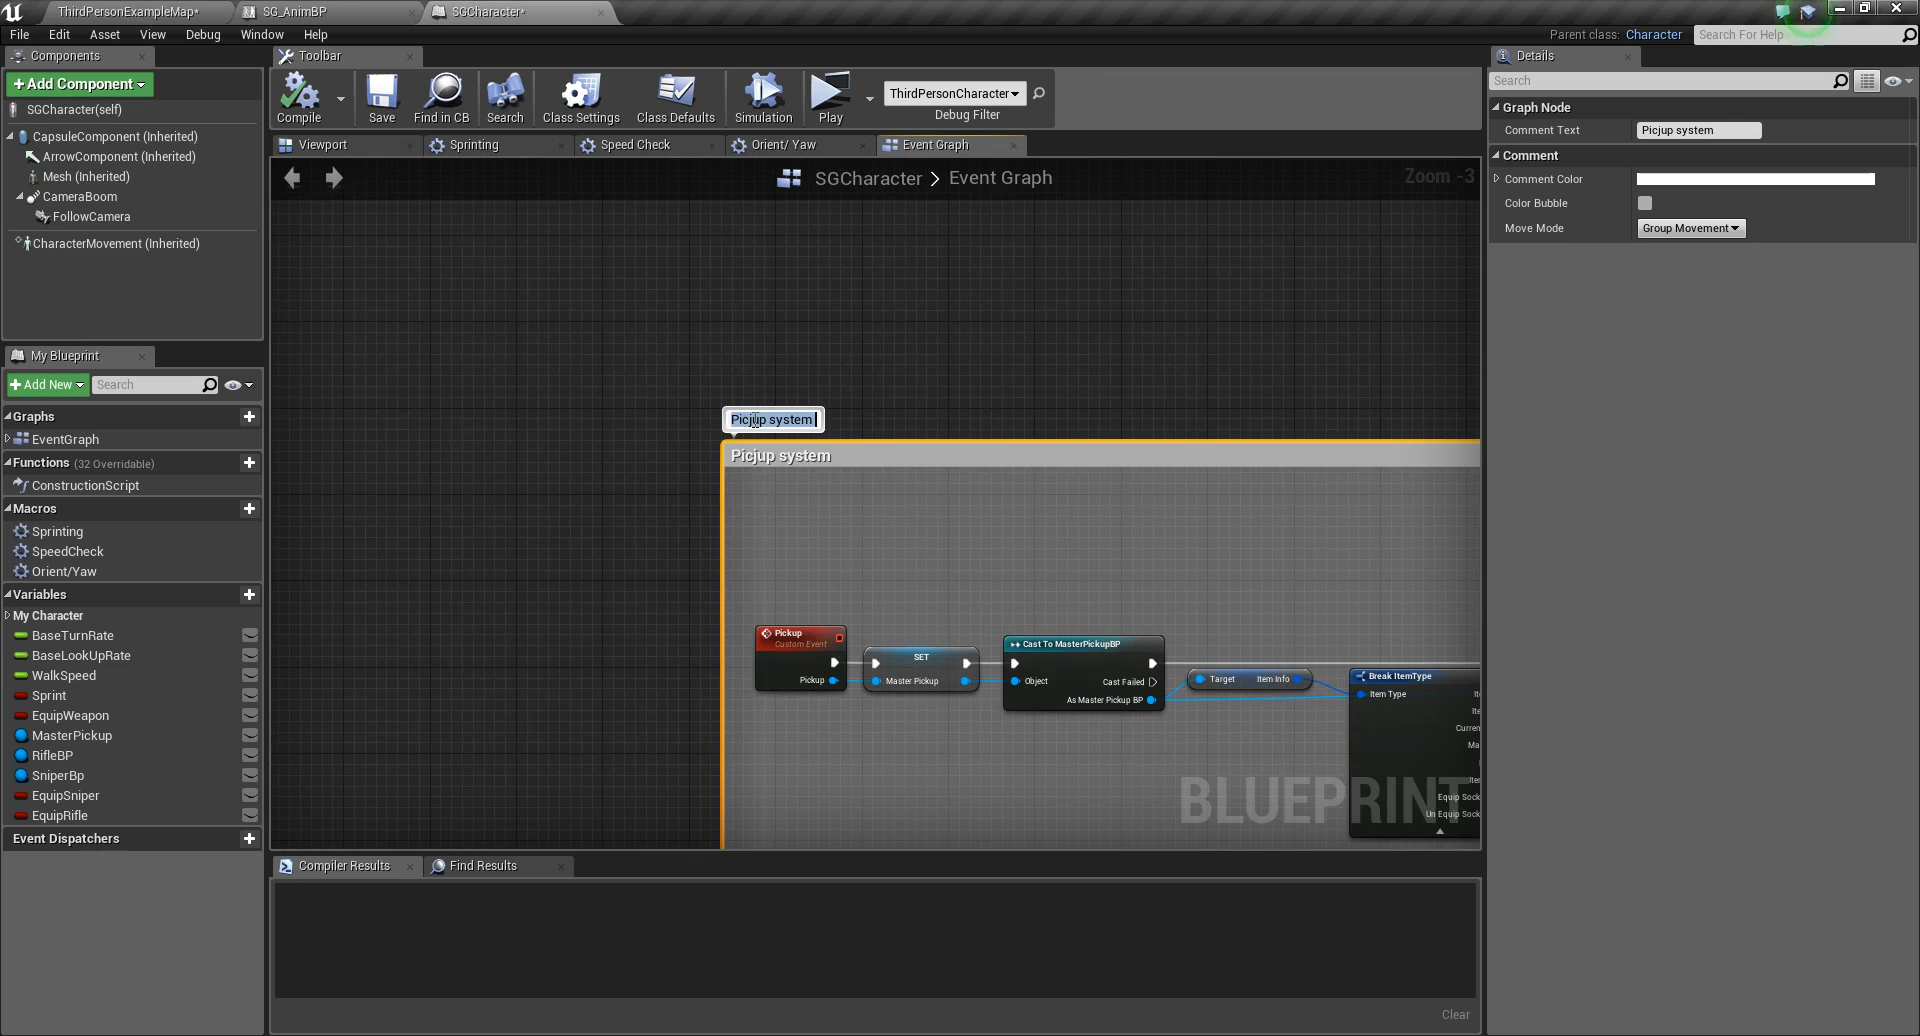 ThirdPersonExampleMap*
SG_AnimBP
SGCharacter*
File Edit Asset View Debug Window Help
Parent class: Character
Search For Help
Components
Toolbar
Details
+Add Component
SGCharacter(self)
CapsuleComponent (Inherited)
ArrowComponent (Inherited)
Mesh (Inherited)
CameraBoom
FollowCamera
CharacterMovement (Inherited)
Compile
Save
Find in CB
Search
Class Settings
Class Defaults
Simulation
Play
ThirdPersonCharacter
Debug Filter
Viewport
Sprinting
Speed Check
Orient/ Yaw
Event Graph
SGCharacter > Event Graph
Zoom -3
Search
Graph Node
Comment Text Picjup system
Comment
Comment Color
Color Bubble
Move Mode Group Movement
My Blueprint
+Add New
Search
Graphs
EventGraph
Functions (32 Overridable)
ConstructionScript
Macros
Sprinting
SpeedCheck
Orient/Yaw
Variables
My Character
BaseTurnRate
BaseLookUpRate
WalkSpeed
Sprint
EquipWeapon
MasterPickup
RifleBP
SniperBp
EquipSniper
EquipRifle
Event Dispatchers
Picjup system
Picjup system
Pickup
Custom Event
Pickup
SET
Master Pickup
Cast To MasterPickupBP
Object
Cast Failed
As Master Pickup BP
Target Item Info
Break ItemType
Item Type
Curren
Ma
Equip Sock
Un Equip Sock
BLUEPRINT
Compiler Results
Find Results
Clear